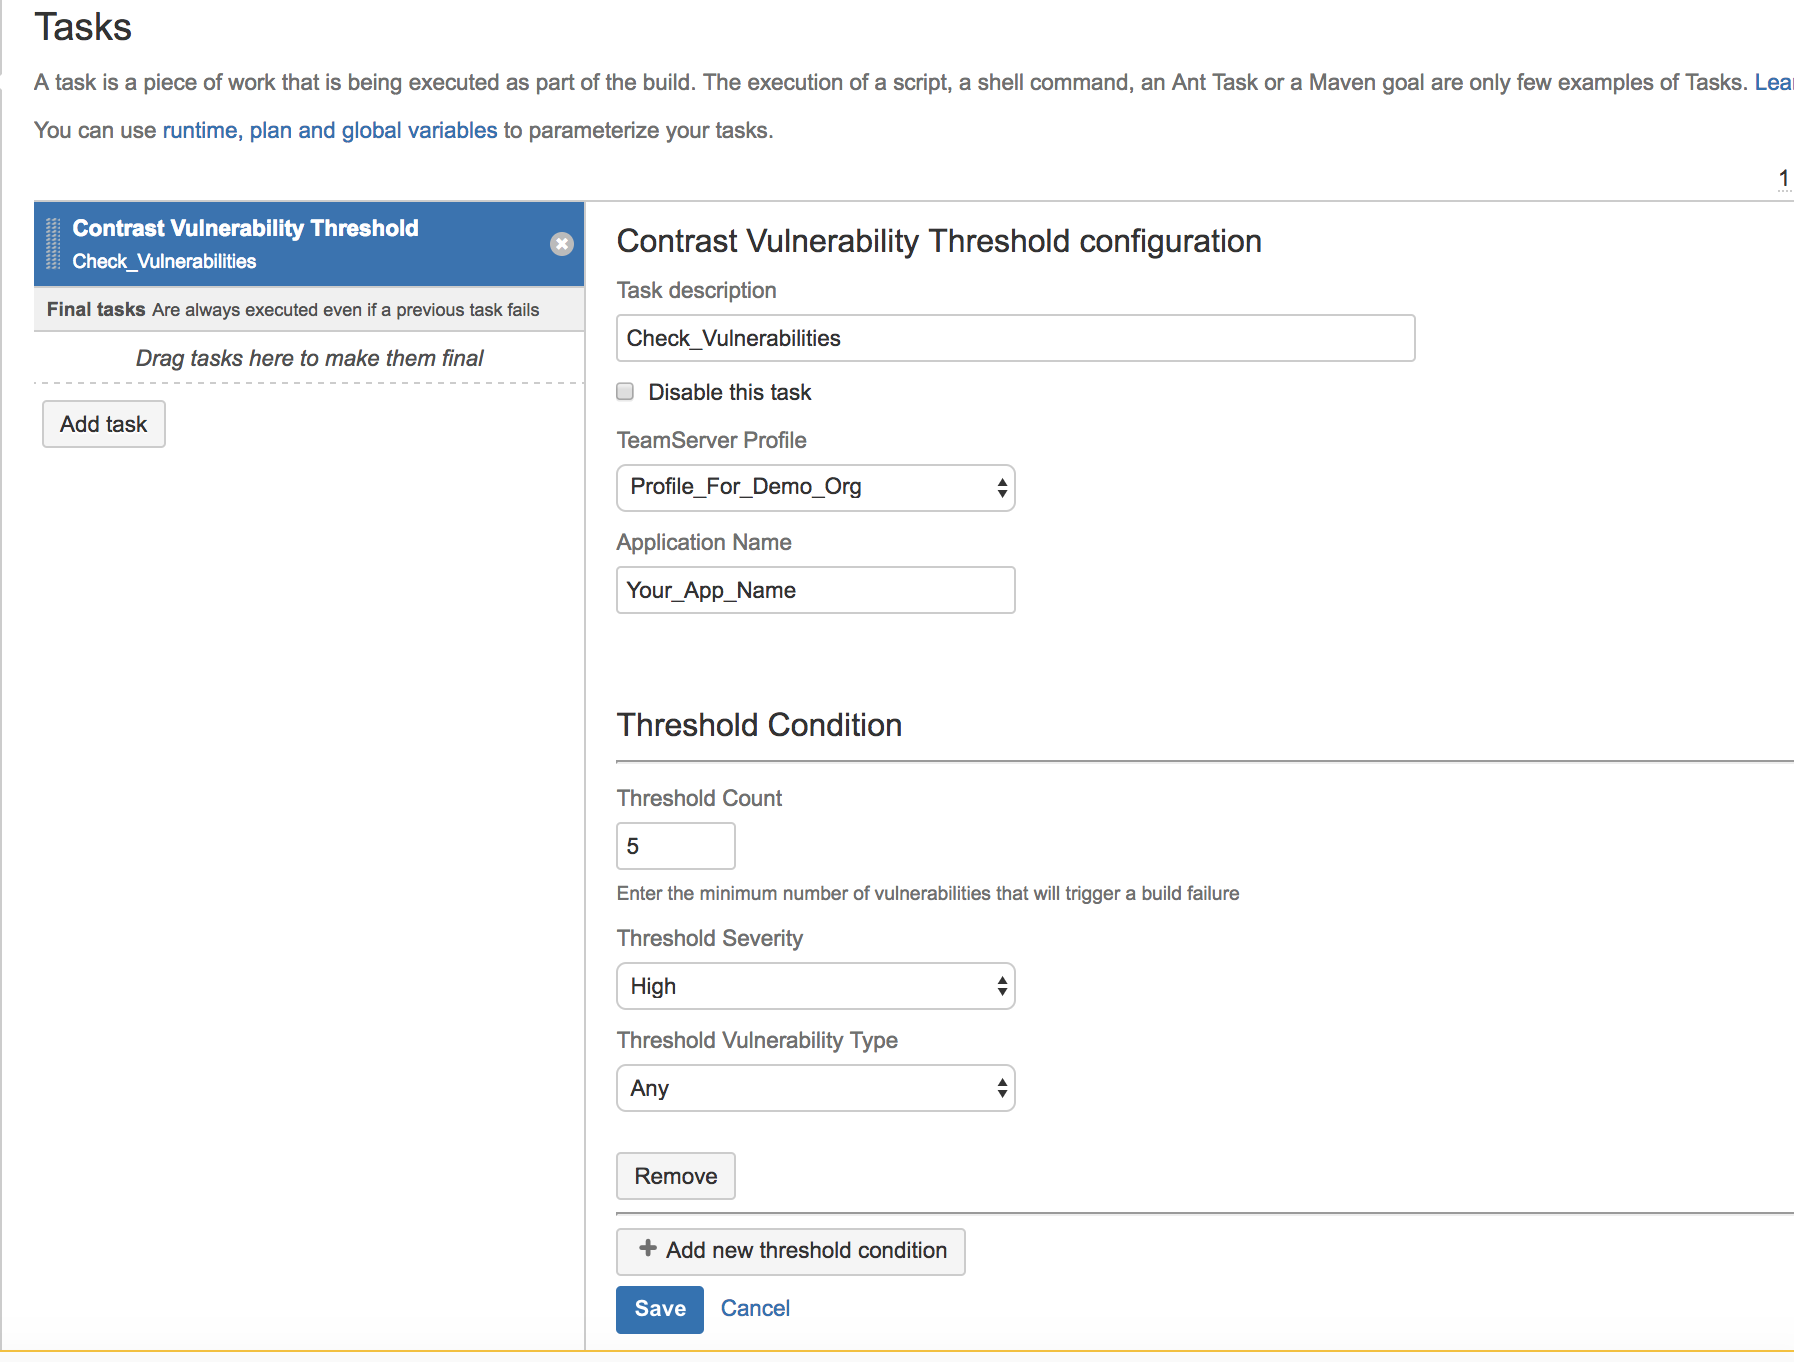 Tasks
A task is a piece of work that is being executed as part of the build. The execution of a script, a shell command, an Ant Task or a Maven goal are only few examples of Tasks. Lea
You can use runtime, plan and global variables to parameterize your tasks.
1
Contrast Vulnerability Threshold
Check_Vulnerabilities
Final tasks Are always executed even if a previous task fails
Drag tasks here to make them final
Add task
Contrast Vulnerability Threshold configuration
Task description
Check_Vulnerabilities
Disable this task
TeamServer Profile
Profile_For_Demo_Org
Application Name
Your_App_Name
Threshold Condition
Threshold Count
5
Enter the minimum number of vulnerabilities that will trigger a build failure
Threshold Severity
High
Threshold Vulnerability Type
Any
Remove
Add new threshold condition
Save Cancel